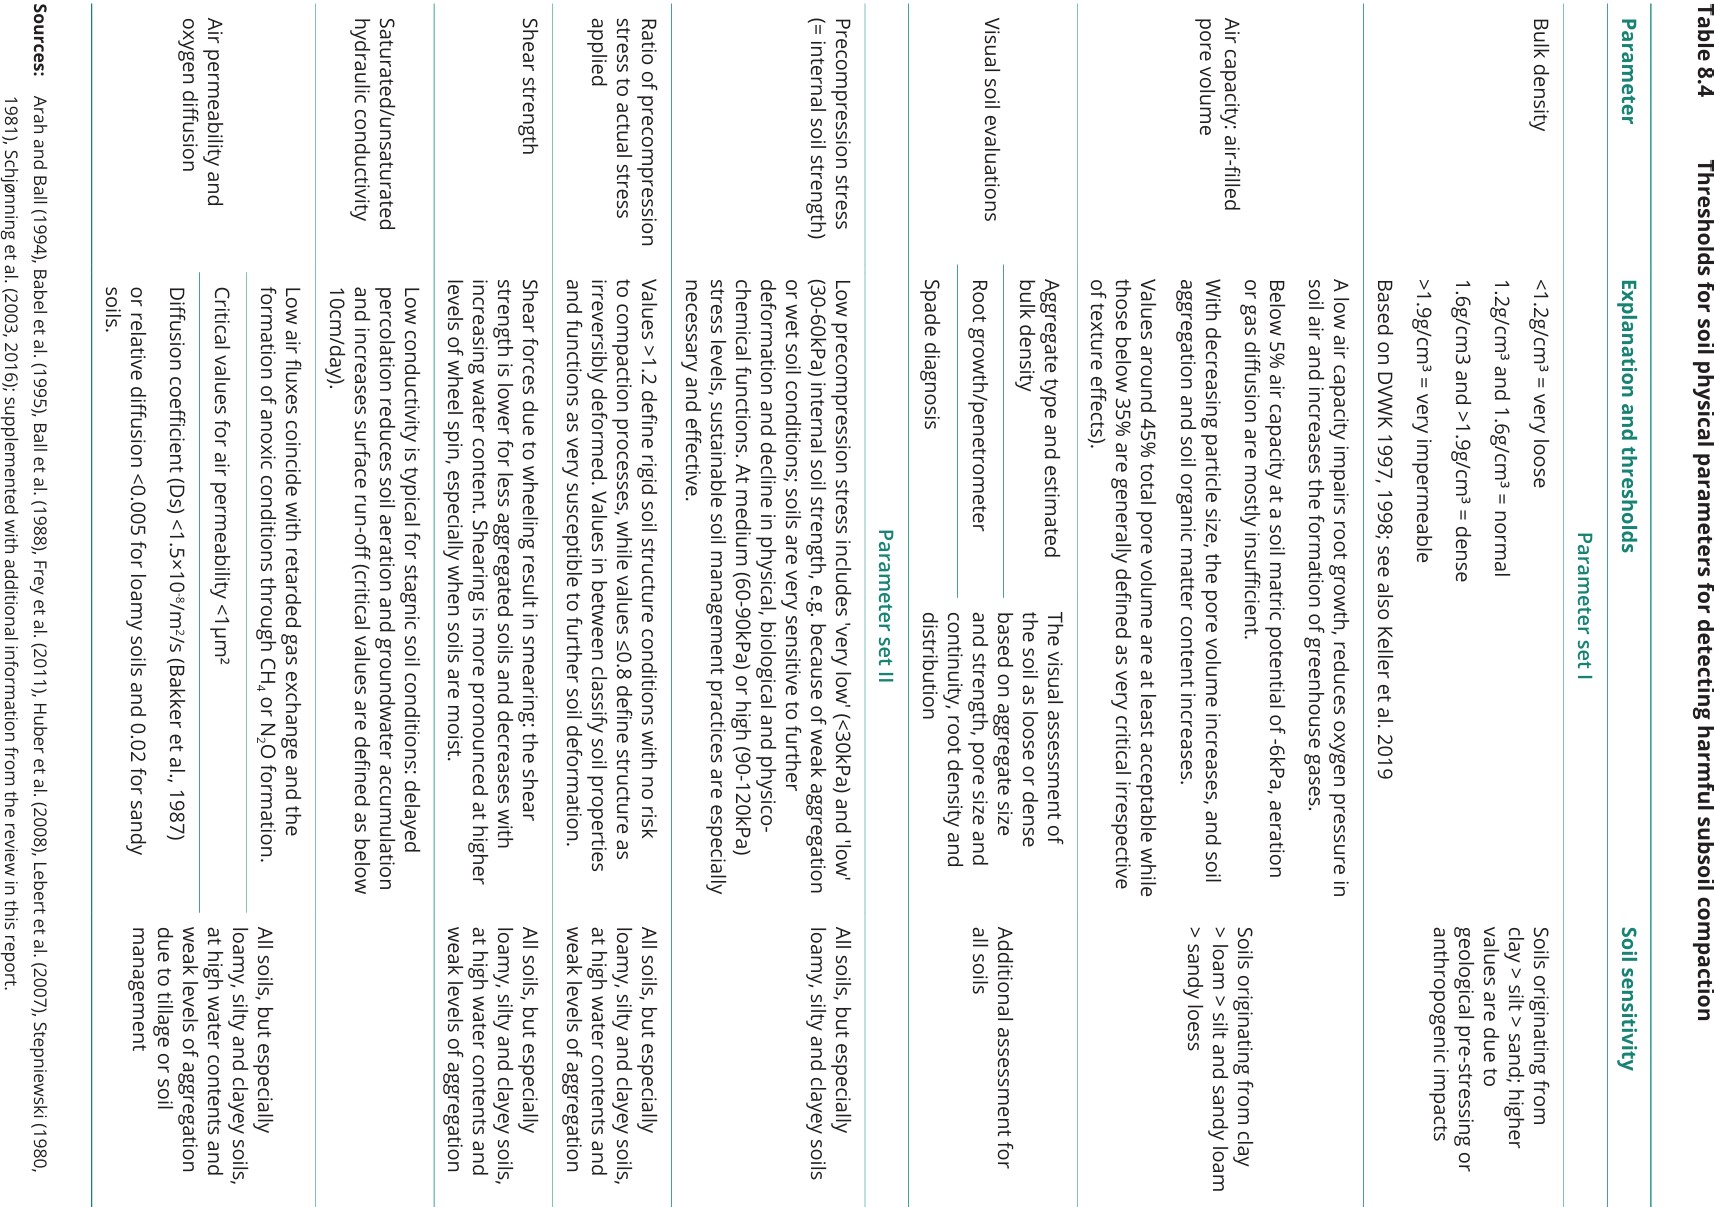 Table 8.4 Thresholds for soil physical parameters for detecting harmful subsoil compaction
Parameter Explanation and thresholds Soil sensitivity
Parameter set I
Bulk density
<1.2g/cm³ = very loose
1.2g/cm³ and 1.6g/cm³ = normal
1.6g/cm3 and >1.9g/cm³ = dense
>1.9g/cm³ = very impermeable
Based on DVWK 1997, 1998; see also Keller et al. 2019
Soils originating from
clay > silt > sand; higher
values are due to
geological pre-stressing or
anthropogenic impacts
Air capacity: air-filled
pore volume
A low air capacity impairs root growth, reduces oxygen pressure in
soil air and increases the formation of greenhouse gases.
Below 5% air capacity at a soil matric potential of -6kPa, aeration
or gas diffusion are mostly insufficient.
With decreasing particle size, the pore volume increases, and soil
aggregation and soil organic matter content increases.
Values around 45% total pore volume are at least acceptable while
those below 35% are generally defined as very critical irrespective
of texture effects).
Soils originating from clay
> loam > silt and sandy loam
> sandy loess
Visual soil evaluations
Aggregate type and estimated
bulk density
Root growth/penetrometer
Spade diagnosis
The visual assessment of
the soil as loose or dense
based on aggregate size
and strength, pore size and
continuity, root density and
distribution
Additional assessment for
all soils
Parameter set II
Precompression stress
(= internal soil strength)
Low precompression stress includes 'very low' (<30kPa) and 'low'
(30-60kPa) internal soil strength, e.g. because of weak aggregation
or wet soil conditions; soils are very sensitive to further
deformation and decline in physical, biological and physico-
chemical functions. At medium (60-90kPa) or high (90-120kPa)
stress levels, sustainable soil management practices are especially
necessary and effective.
All soils, but especially
loamy, silty and clayey soils
Ratio of precompression
stress to actual stress
applied
Values >1.2 define rigid soil structure conditions with no risk
to compaction processes, while values ≤0.8 define structure as
irreversibly deformed. Values in between classify soil properties
and functions as very susceptible to further soil deformation.
All soils, but especially
loamy, silty and clayey soils,
at high water contents and
weak levels of aggregation
Shear strength
Shear forces due to wheeling result in smearing: the shear
strength is lower for less aggregated soils and decreases with
increasing water content. Shearing is more pronounced at higher
levels of wheel spin, especially when soils are moist.
All soils, but especially
loamy, silty and clayey soils,
at high water contents and
weak levels of aggregation
Saturated/unsaturated
hydraulic conductivity
Low conductivity is typical for stagnic soil conditions: delayed
percolation reduces soil aeration and groundwater accumulation
and increases surface run-off (critical values are defined as below
10cm/day).
Air permeability and
oxygen diffusion
Low air fluxes coincide with retarded gas exchange and the
formation of anoxic conditions through CH₄ or N₂O formation.
Critical values for air permeability <1µm²
Diffusion coefficient (Ds) <1.5×10⁻⁸/m²/s (Bakker et al., 1987)
or relative diffusion <0.005 for loamy soils and 0.02 for sandy
soils.
All soils, but especially
loamy, silty and clayey soils,
at high water contents and
weak levels of aggregation
due to tillage or soil
management
Sources: Arah and Ball (1994), Babel et al. (1995), Ball et al. (1988), Frey et al. (2011), Huber et al. (2008), Lebert et al. (2007), Stepniewski (1980,
1981), Schjønning et al. (2003, 2016); supplemented with additional information from the review in this report.